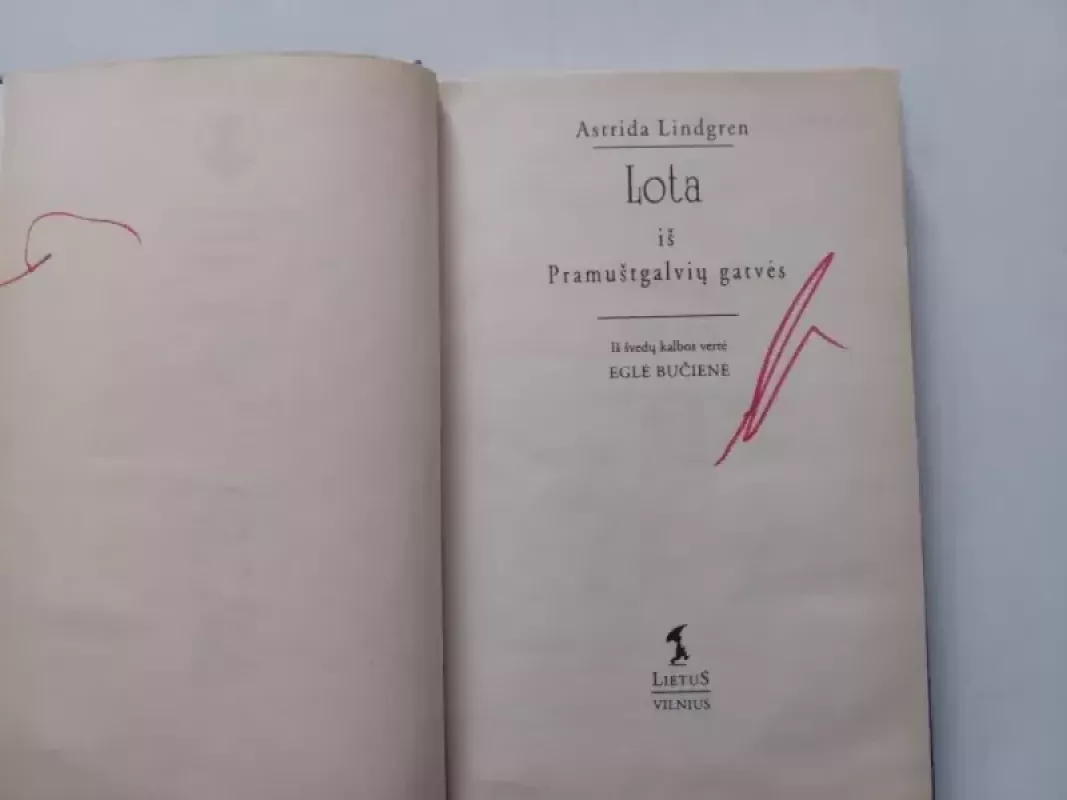 Astrida Lindgren
Lota
iš
Pramuštgalvių gatvės
Iš švedų kalbos vertė
EGLĖ BUČIENĖ
LIETUS
VILNIUS